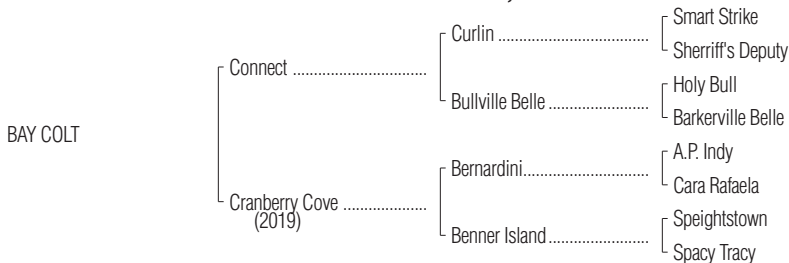 Smart Strike
Curlin ......................................
Sherriff's Deputy
Connect .................................
Holy Bull
Bullville Belle .........................
Barkerville Belle
BAY COLT
A.P. Indy
Bernardini...............................
Cara Rafaela
Cranberry Cove .....................
(2019)
Speightstown
Benner Island.........................
Spacy Tracy